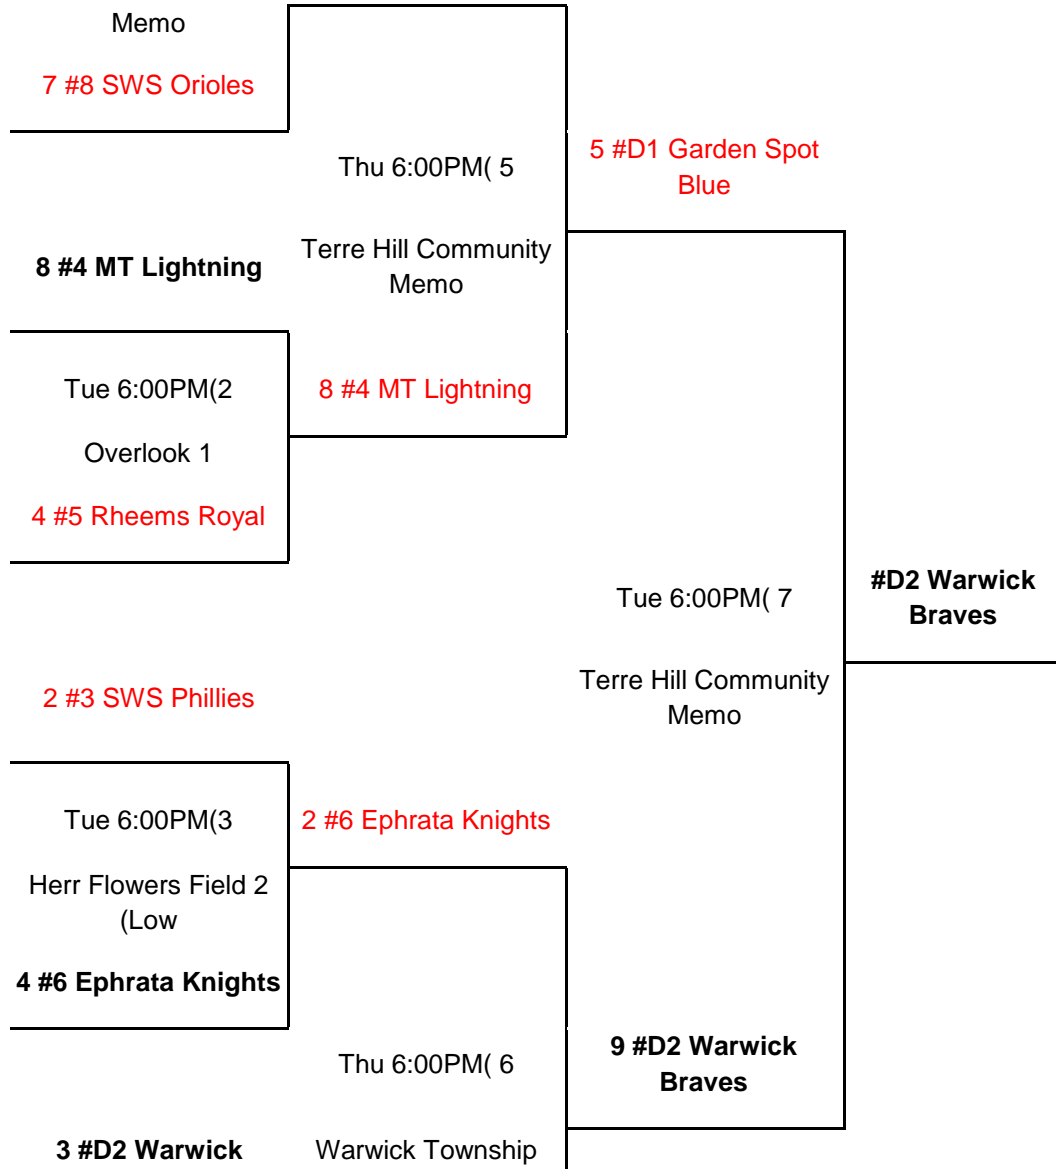 Memo
7 #8 SWS Orioles
Thu 6:00PM( 5
5 #D1 Garden Spot
Blue
8 #4 MT Lightning
Terre Hill Community
Memo
Tue 6:00PM(2
8 #4 MT Lightning
Overlook 1
4 #5 Rheems Royal
Tue 6:00PM( 7
#D2 Warwick
Braves
2 #3 SWS Phillies
Terre Hill Community
Memo
Tue 6:00PM(3
2 #6 Ephrata Knights
Herr Flowers Field 2
(Low
4 #6 Ephrata Knights
Thu 6:00PM( 6
9 #D2 Warwick
Braves
3 #D2 Warwick
Warwick Township